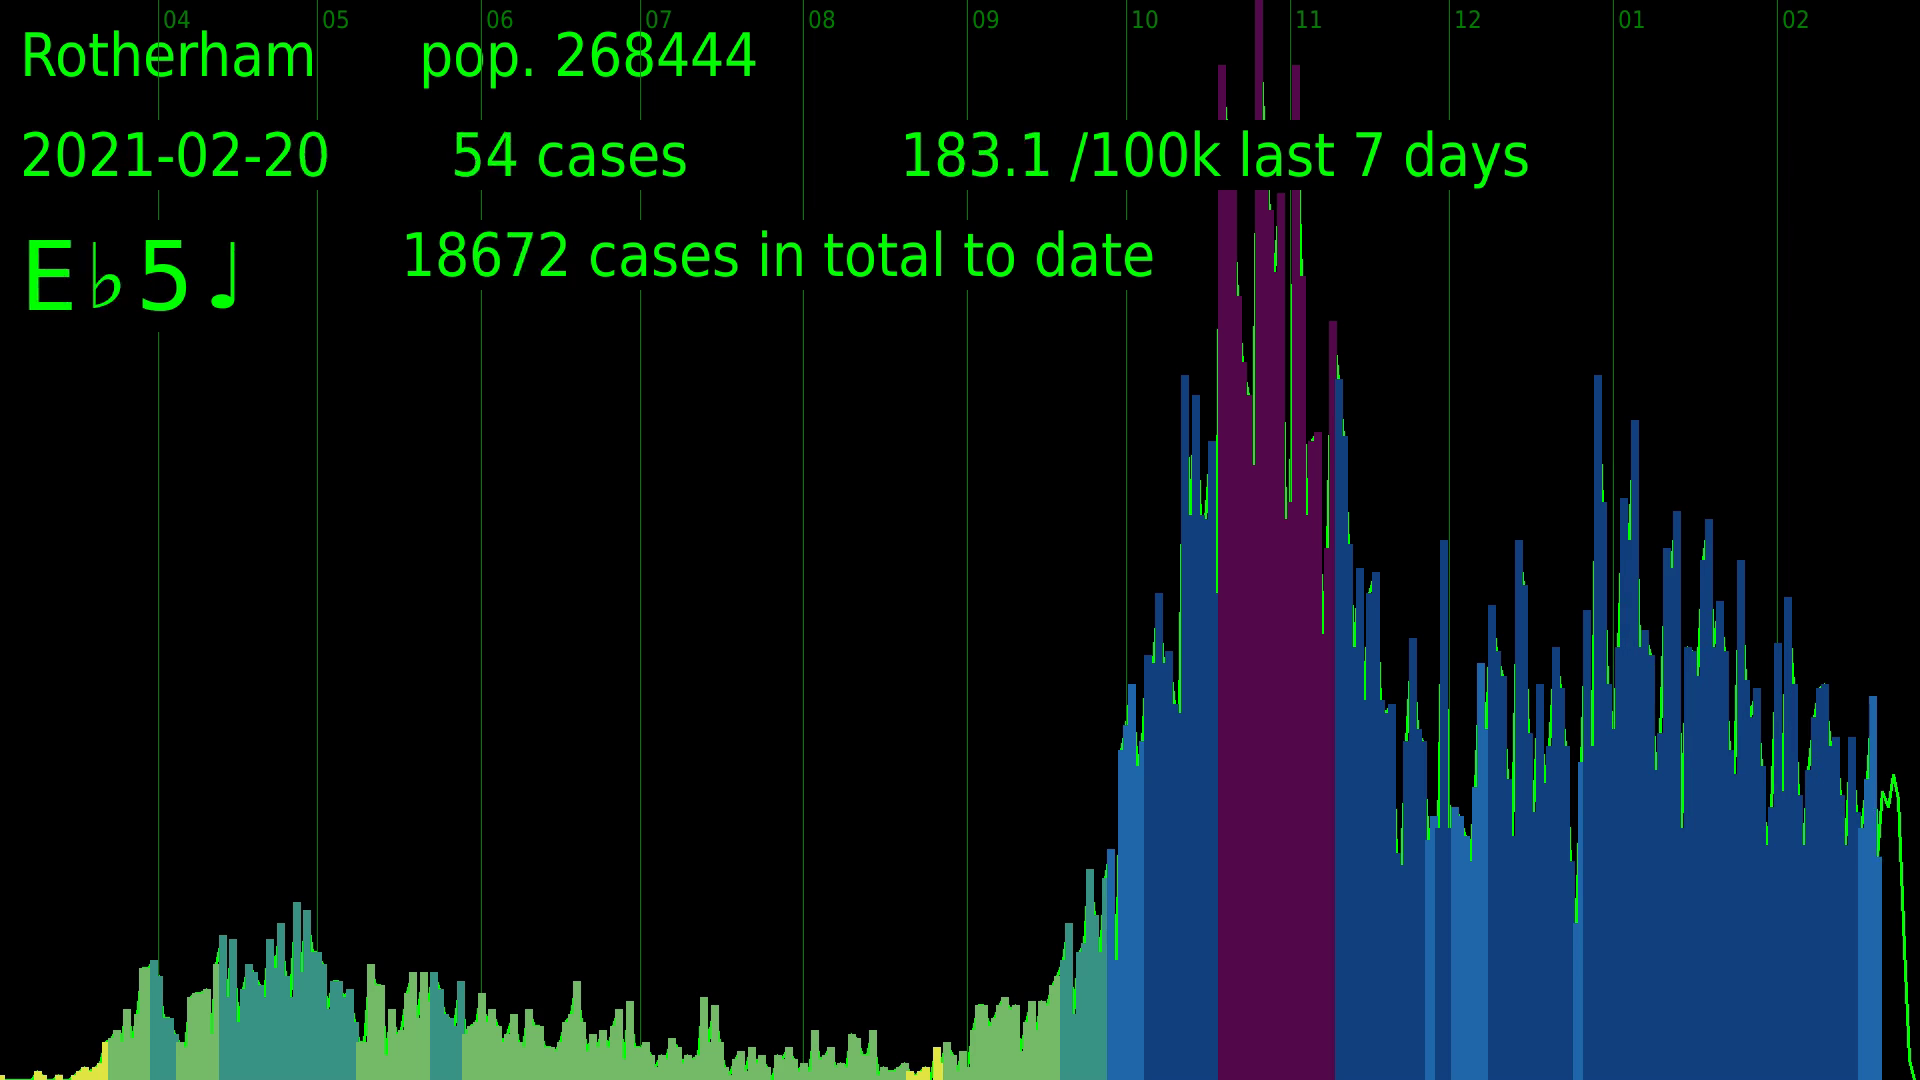 04 05 06 07 08 09 10 11 12 01 02
Rotherham pop. 268444
2021-02-20 54 cases 183.1 /100k last 7 days
E♭5♩ 18672 cases in total to date